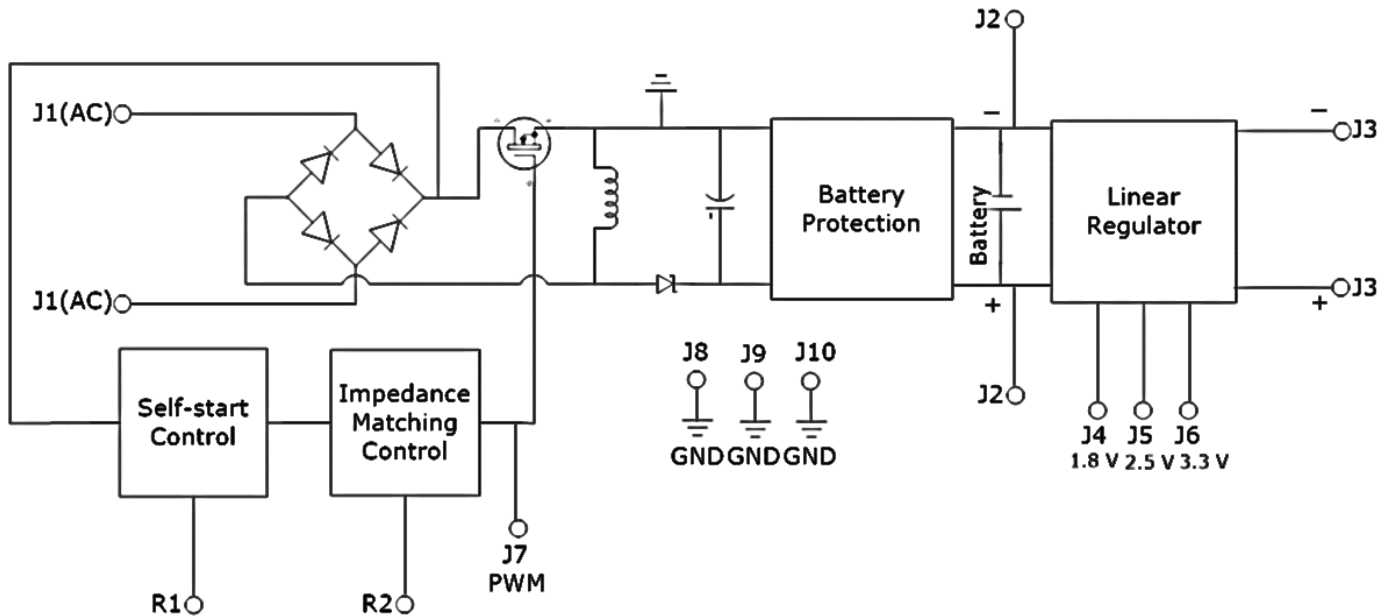 J2
J1(AC)
−
J3
Battery
Protection
Battery
Linear
Regulator
J1(AC)
+
+
J3
J8 J9 J10
Self-start
Control
Impedance
Matching
Control
GND GND GND
J2
J4 J5 J6
1.8 V 2.5 V 3.3 V
−
J7
PWM
R1
R2